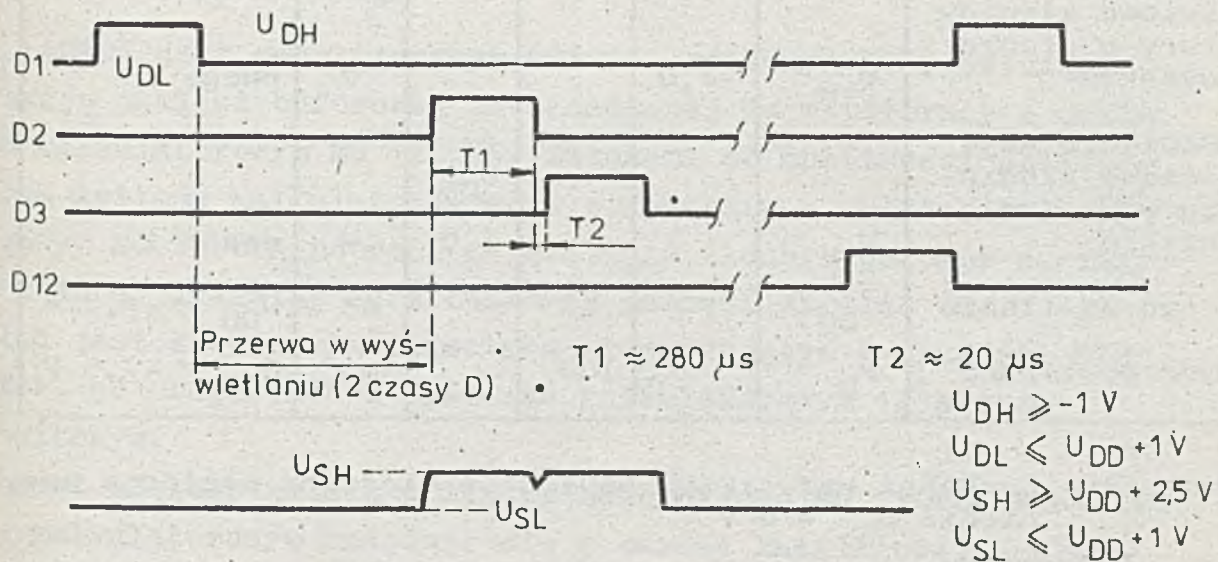 U_DH
D1
U_DL
D2
T1
D3
T2
D12
Przerwa w wyś-
wietlaniu (2 czasy D)
T1 ≈ 280 µs
T2 ≈ 20 µs
U_DH ⩾ -1 V
U_DL ⩽ U_DD + 1 V
U_SH ⩾ U_DD + 2,5 V
U_SL ⩽ U_DD + 1 V
U_SH
U_SL